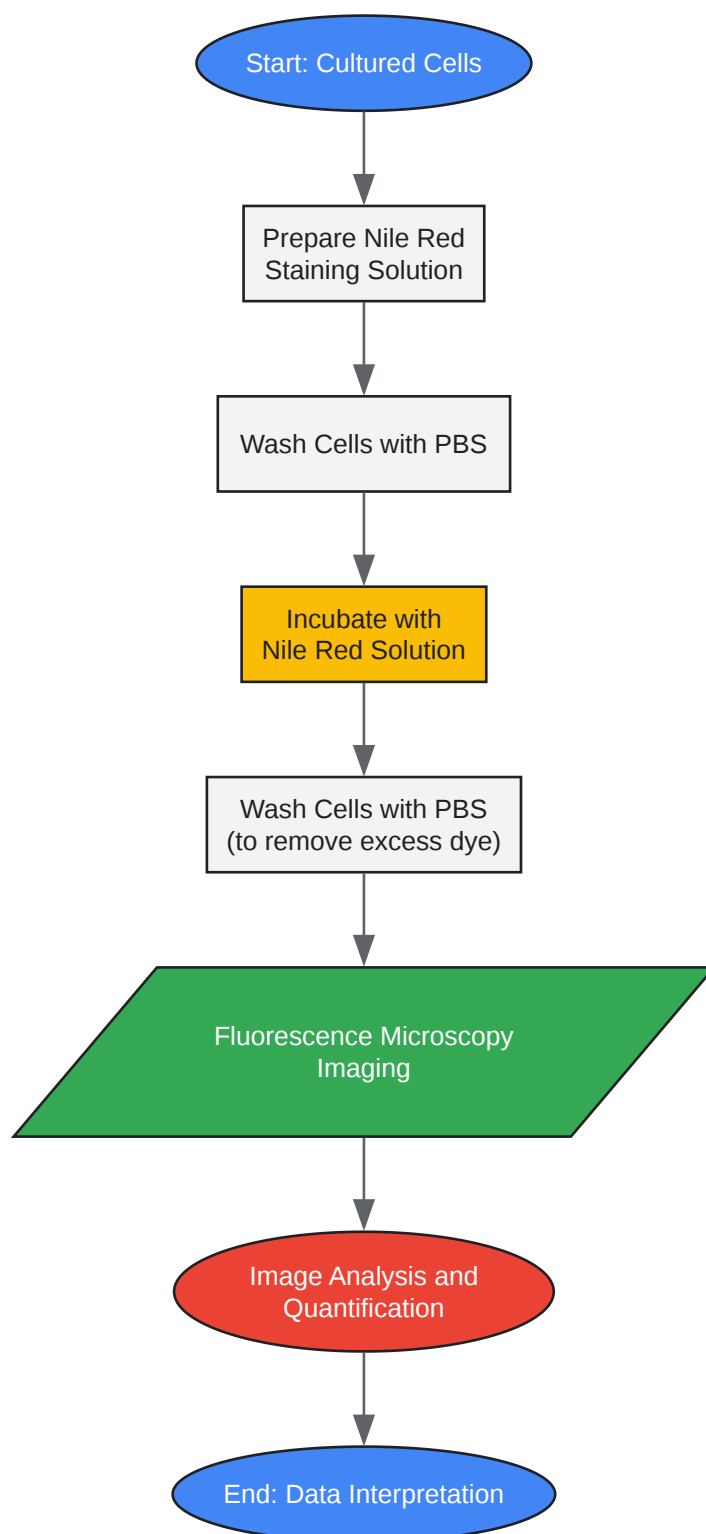 Start: Cultured Cells
Prepare Nile Red
Staining Solution
Wash Cells with PBS
Incubate with
Nile Red Solution
Wash Cells with PBS
(to remove excess dye)
Fluorescence Microscopy
Imaging
Image Analysis and
Quantification
End: Data Interpretation